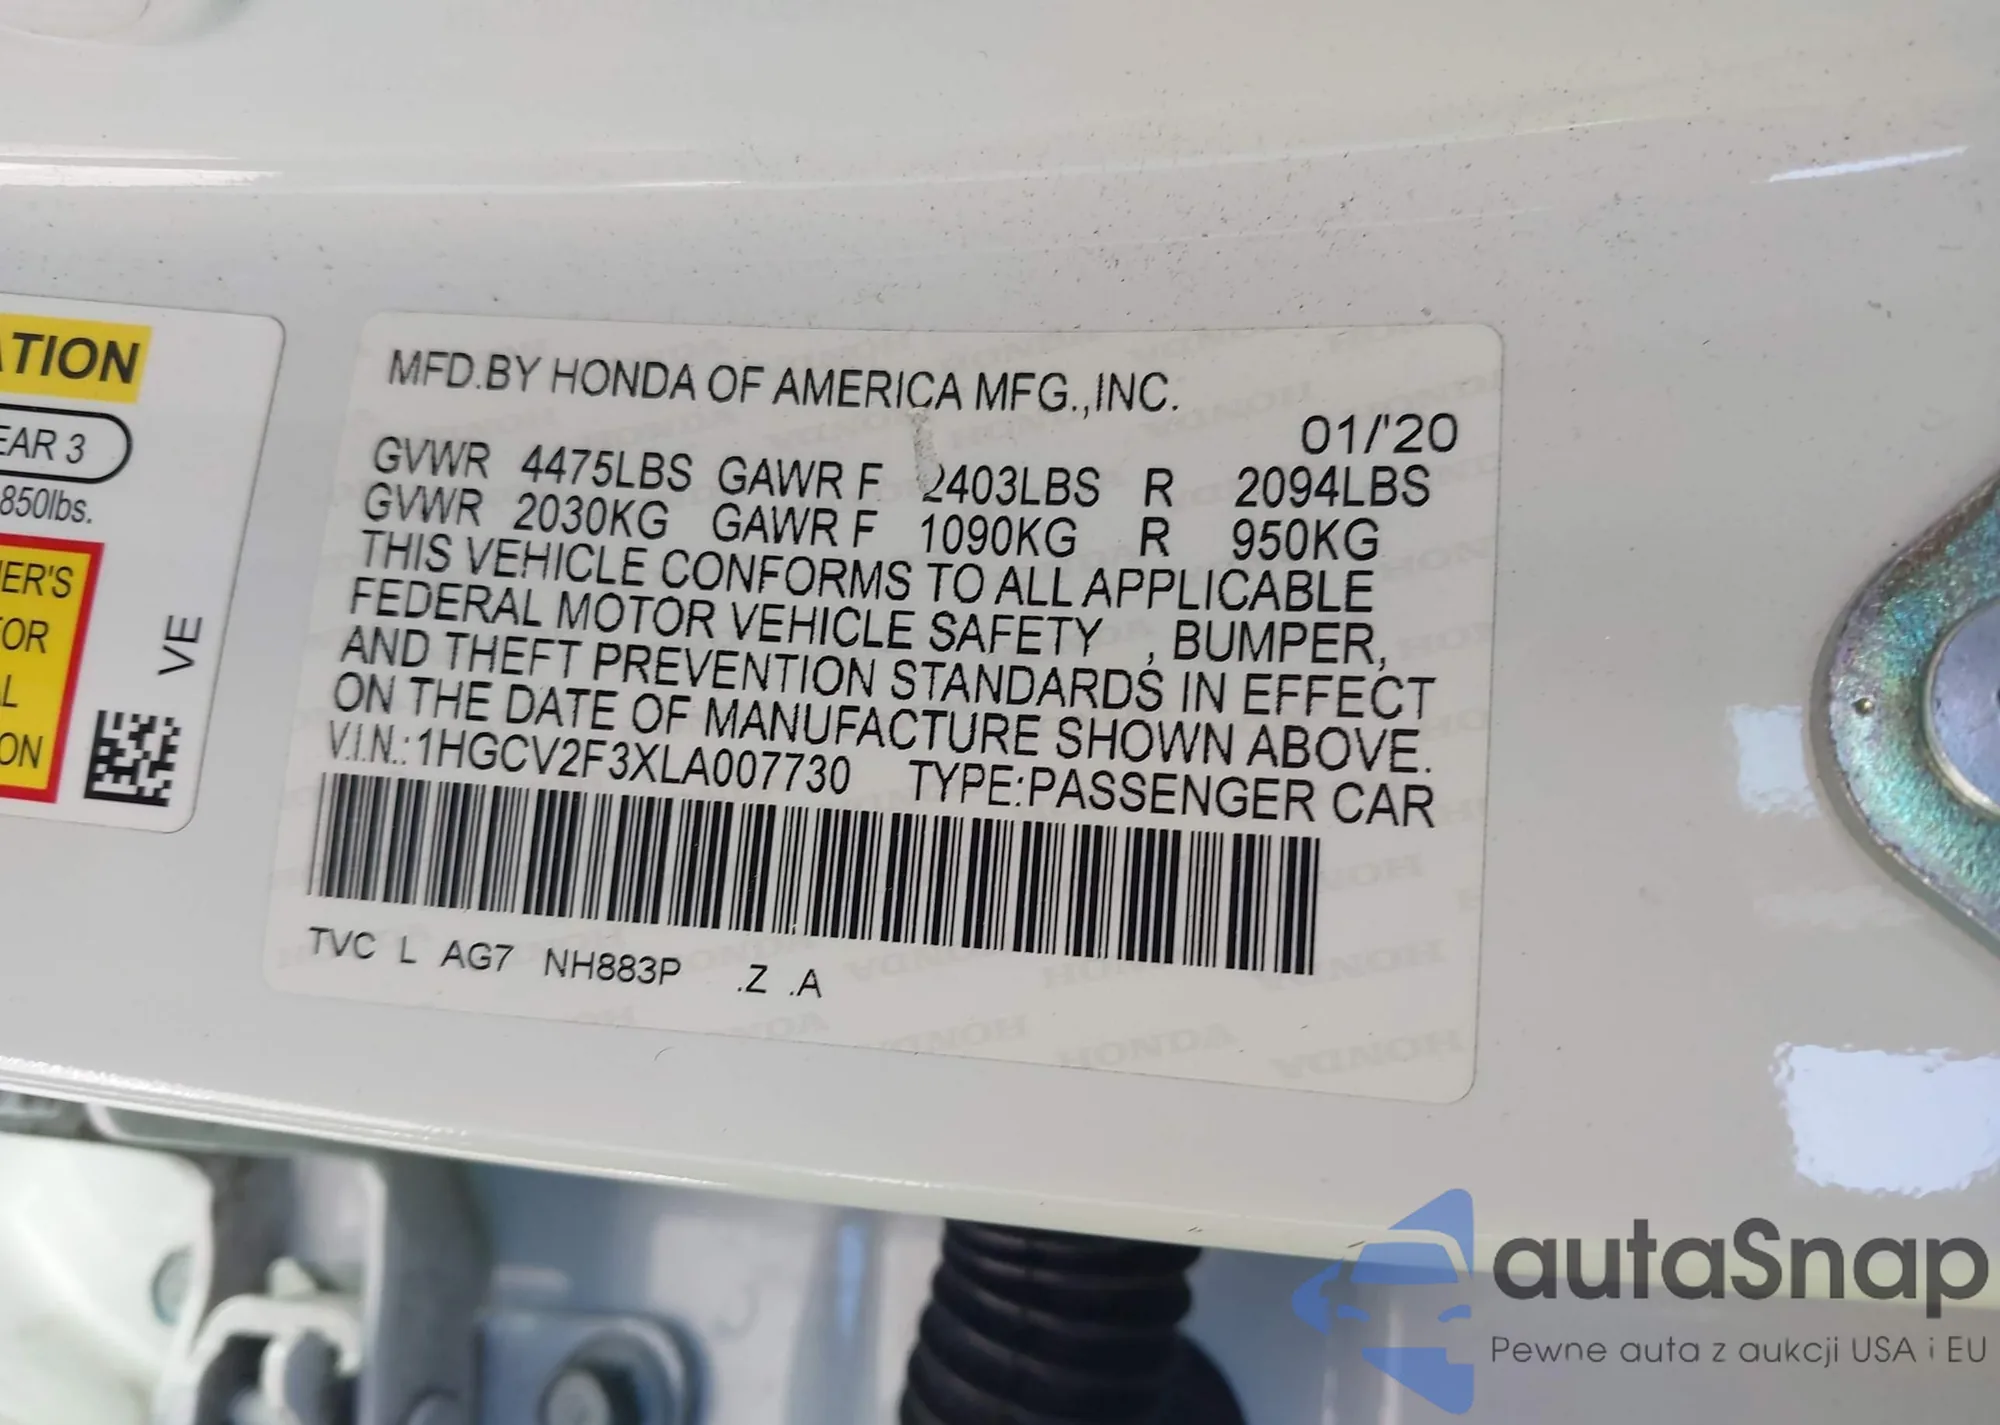 ATION
EAR 3
850lbs.
ER'S
OR
L
ON
VE
MFD.BY HONDA OF AMERICA MFG.,INC.
01/'20
GVWR 4475LBS GAWR F 2403LBS R 2094LBS
GVWR 2030KG GAWR F 1090KG R 950KG
THIS VEHICLE CONFORMS TO ALL APPLICABLE
FEDERAL MOTOR VEHICLE SAFETY , BUMPER,
AND THEFT PREVENTION STANDARDS IN EFFECT
ON THE DATE OF MANUFACTURE SHOWN ABOVE.
V.I.N.: 1HGCV2F3XLA007730 TYPE:PASSENGER CAR
TVC L AG7 NH883P .Z .A
autaSnap
Pewne auta z aukcji USA i EU